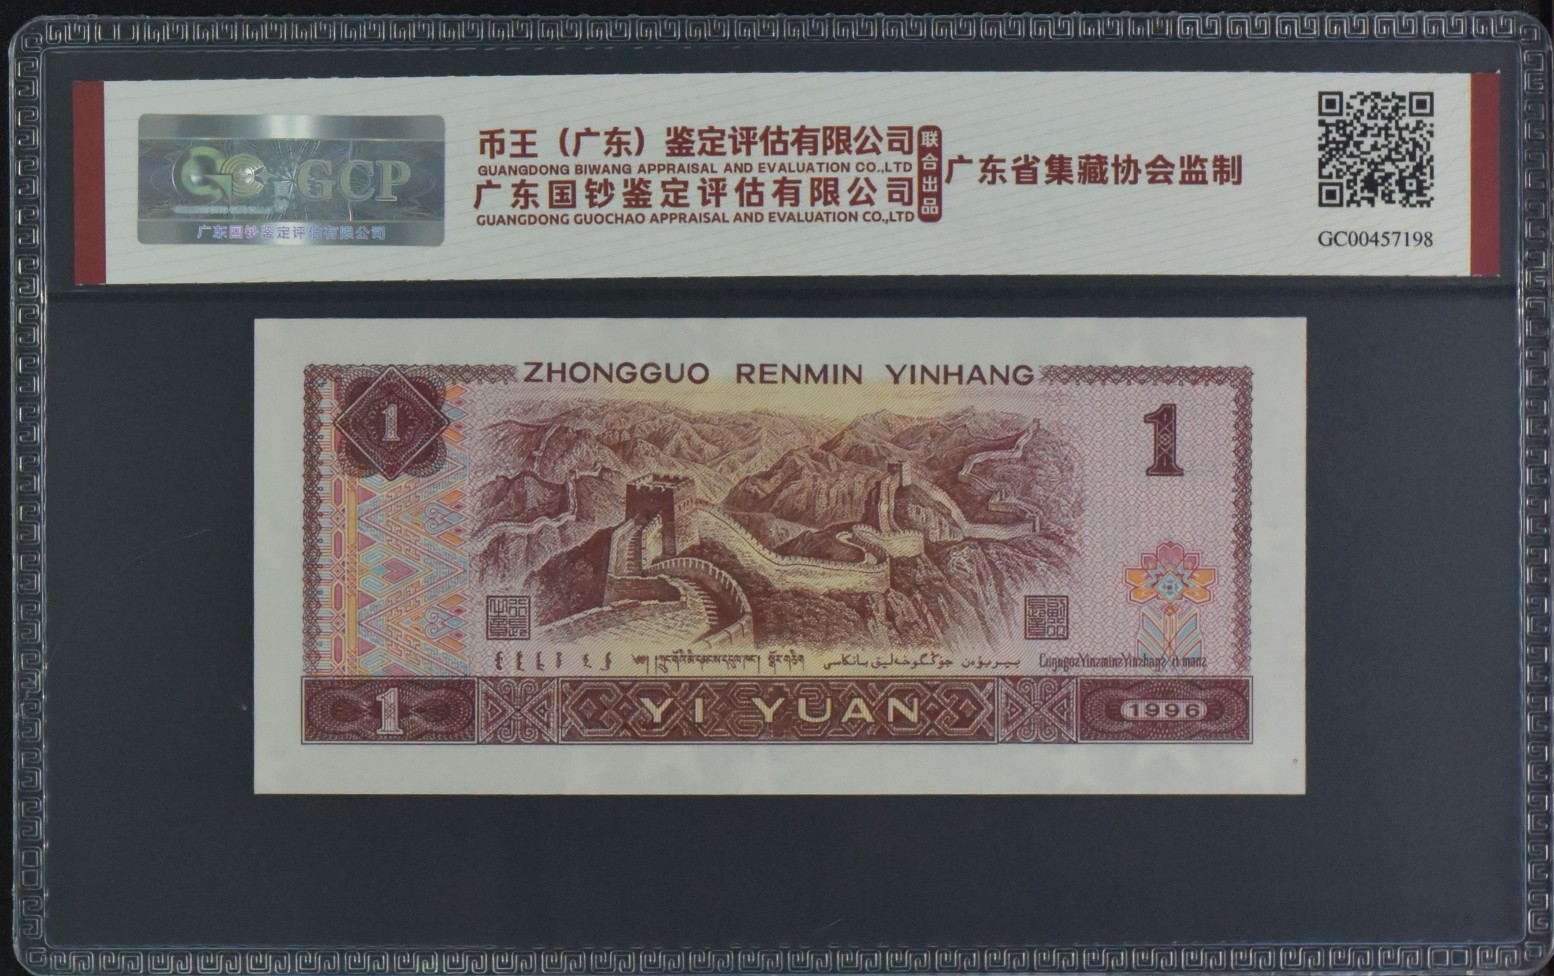 GCP
广东国钞鉴定评估有限公司
币王（广东）鉴定评估有限公司
GUANGDONG BIWANG APPRAISAL AND EVALUATION CO.,LTD
广东国钞鉴定评估有限公司
GUANGDONG GUOCHAO APPRAISAL AND EVALUATION CO.,LTD
联合出品
广东省集藏协会监制
GC00457198
ZHONGGUO RENMIN YINHANG
1
1
1
YI YUAN
1996